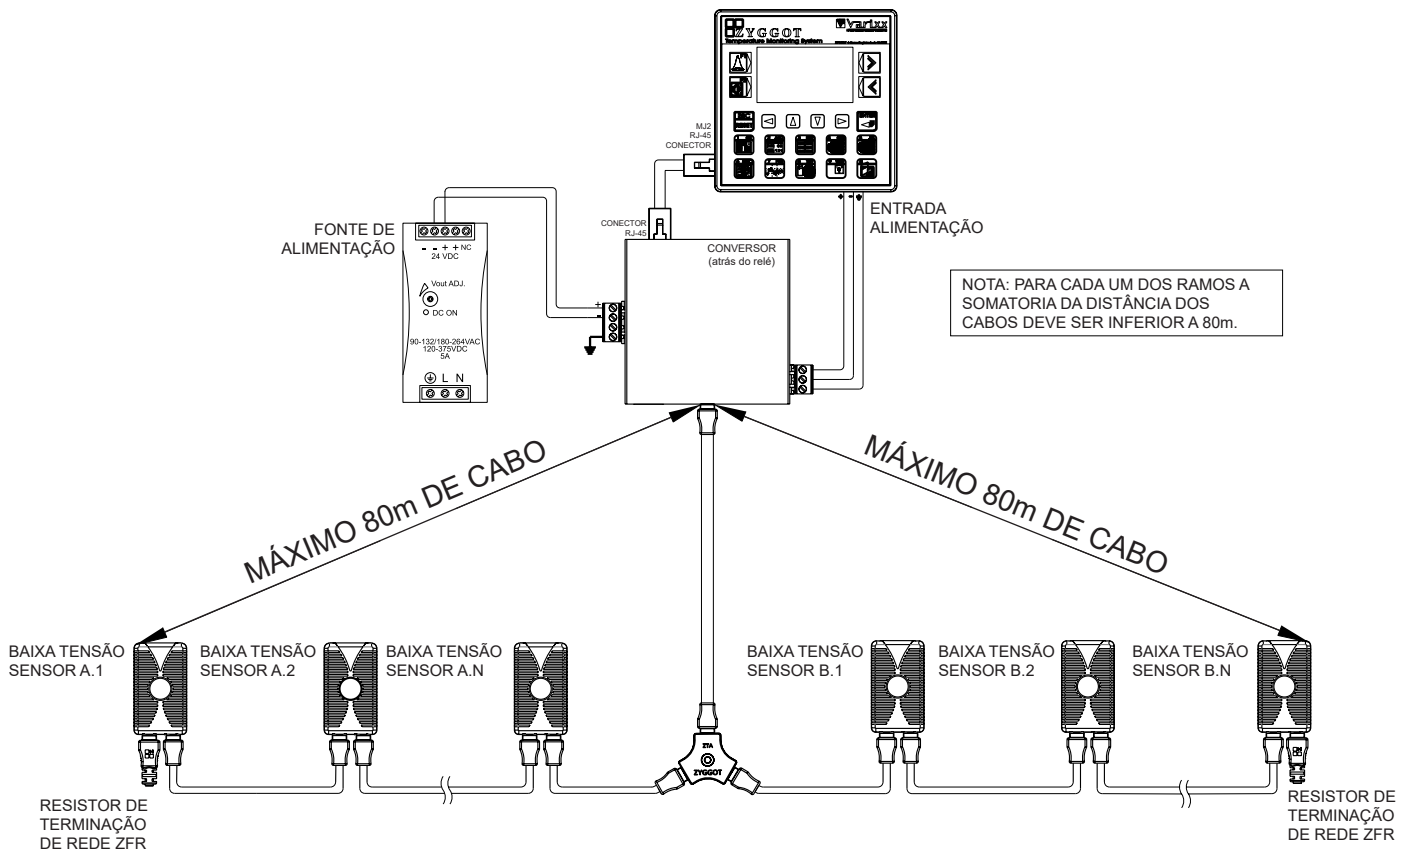 ZYGGOT
Varixx
Temperature Monitoring System
MJ2
RJ-45
CONECTOR
+ -
ENTRADA
ALIMENTAÇÃO
FONTE DE
ALIMENTAÇÃO
- - + + NC
24 VDC
Vout ADJ.
DC ON
90-132/180-264VAC
120-375VDC
5A
L N
CONECTOR
RJ-45
CONVERSOR
(atrás do relé)
+
-
NOTA: PARA CADA UM DOS RAMOS A
SOMATORIA DA DISTÂNCIA DOS
CABOS DEVE SER INFERIOR A 80m.
MÁXIMO 80m DE CABO
MÁXIMO 80m DE CABO
BAIXA TENSÃO
SENSOR A.1
BAIXA TENSÃO
SENSOR A.2
BAIXA TENSÃO
SENSOR A.N
BAIXA TENSÃO
SENSOR B.1
BAIXA TENSÃO
SENSOR B.2
BAIXA TENSÃO
SENSOR B.N
ZTA
ZYGGOT
RESISTOR DE
TERMINAÇÃO
DE REDE ZFR
RESISTOR DE
TERMINAÇÃO
DE REDE ZFR